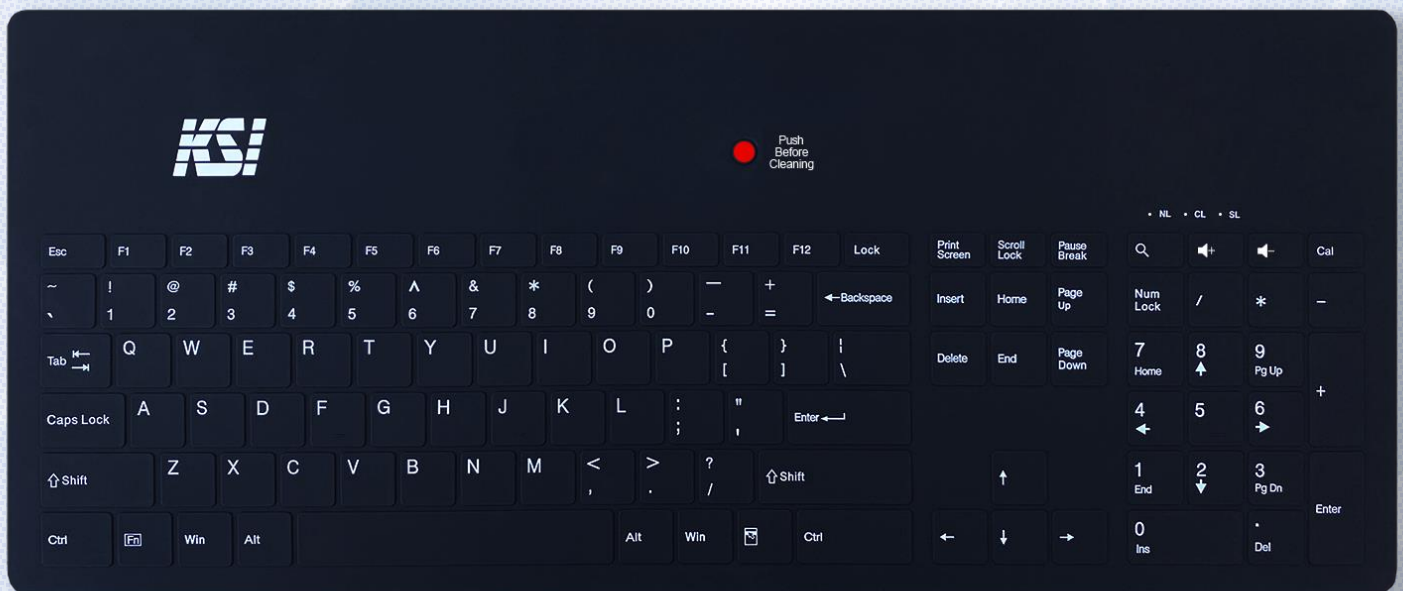 KSI
Push
Before
Cleaning
NL CL SL
Esc F1 F2 F3 F4 F5 F6 F7 F8 F9 F10 F11 F12 Lock
Print
Screen
Scroll
Lock
Pause
Break
Cal
~ ! @ # $ % ^ & * ( ) — +
` 1 2 3 4 5 6 7 8 9 0 - =
←Backspace
Insert Home
Page
Up
Num
Lock
/ * −
Tab Q W E R T Y U I O P
{ } ¦
[ ] \
Delete End
Page
Down
7 8 9
Home ↑ Pg Up
+
Caps Lock A S D F G H J K L
: "
; '
Enter
4 5 6
← →
⇧ Shift Z X C V B N M
< > ?
, . /
⇧ Shift
↑
1 2 3
End ↓ Pg Dn
Enter
Ctrl Fn Win Alt Alt Win Ctrl
← ↓ →
0 .
Ins Del